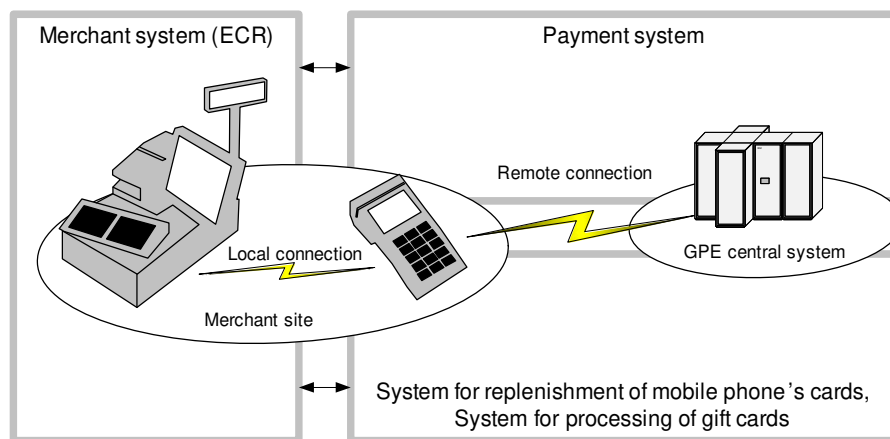 Merchant system (ECR)
Payment system
Remote connection
Local connection
GPE central system
Merchant site
System for replenishment of mobile phone's cards,
System for processing of gift cards